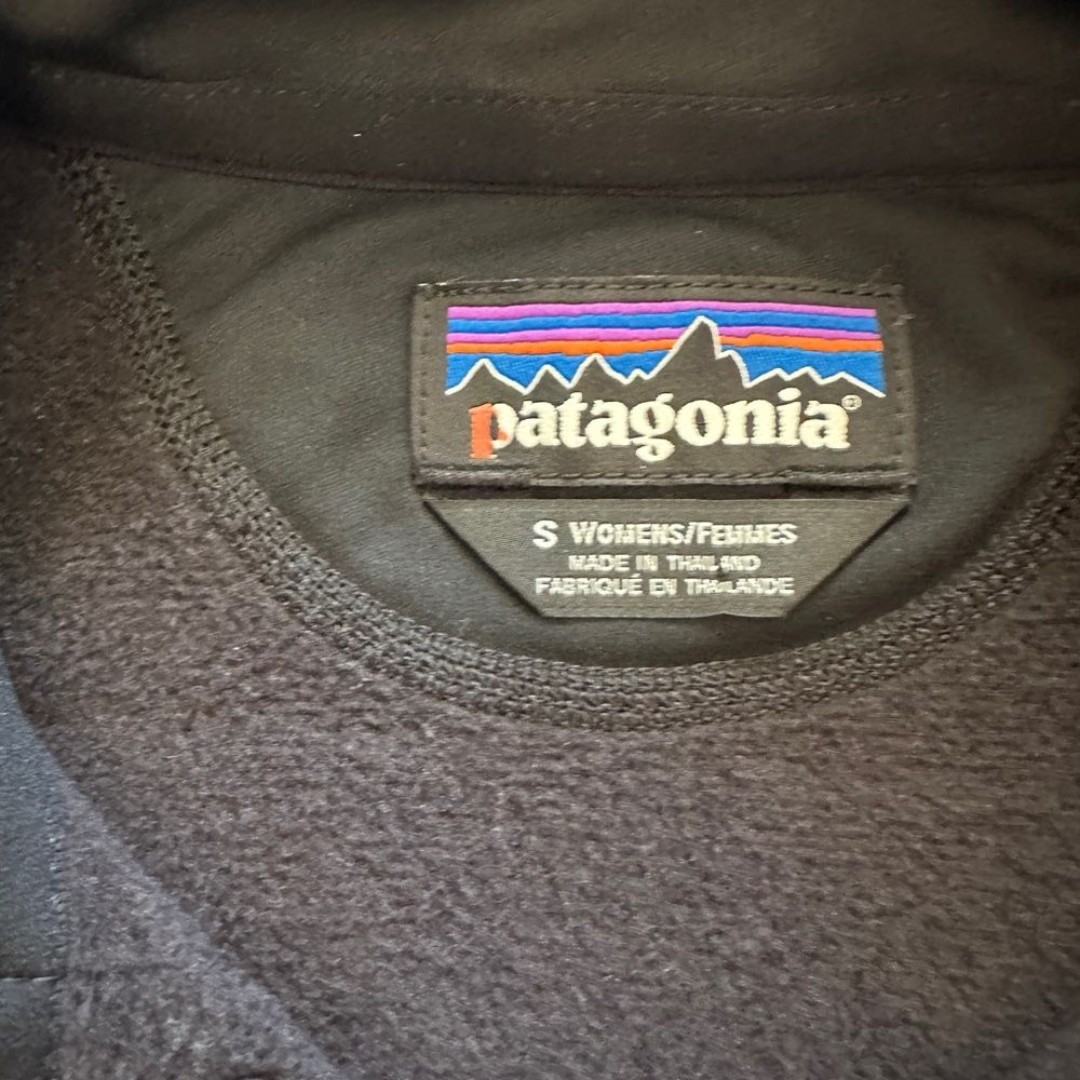 patagonia®
S WOMENS/FEMMES
MADE IN THAILAND
FABRIQUÉ EN THAILANDE